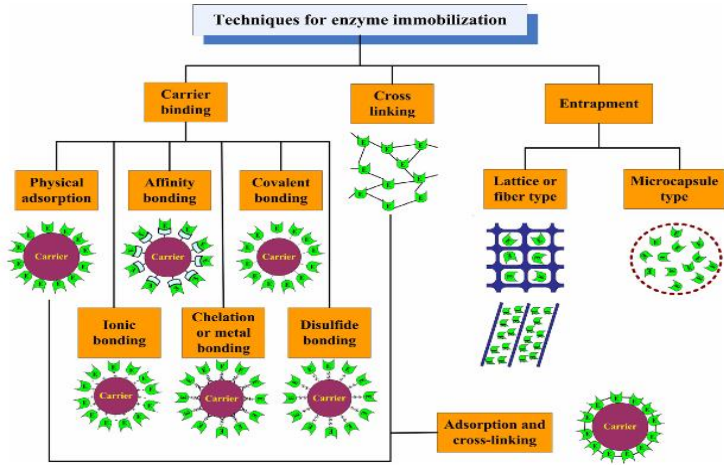 Techniques for enzyme immobilization
Carrier
binding
Cross
linking
Entrapment
Physical
adsorption
Affinity
bonding
Covalent
bonding
Lattice or
fiber type
Microcapsule
type
Carrier
Carrier
Carrier
Ionic
bonding
Chelation
or metal
bonding
Disulfide
bonding
Carrier
Carrier
Carrier
Adsorption and
cross-linking
Carrier